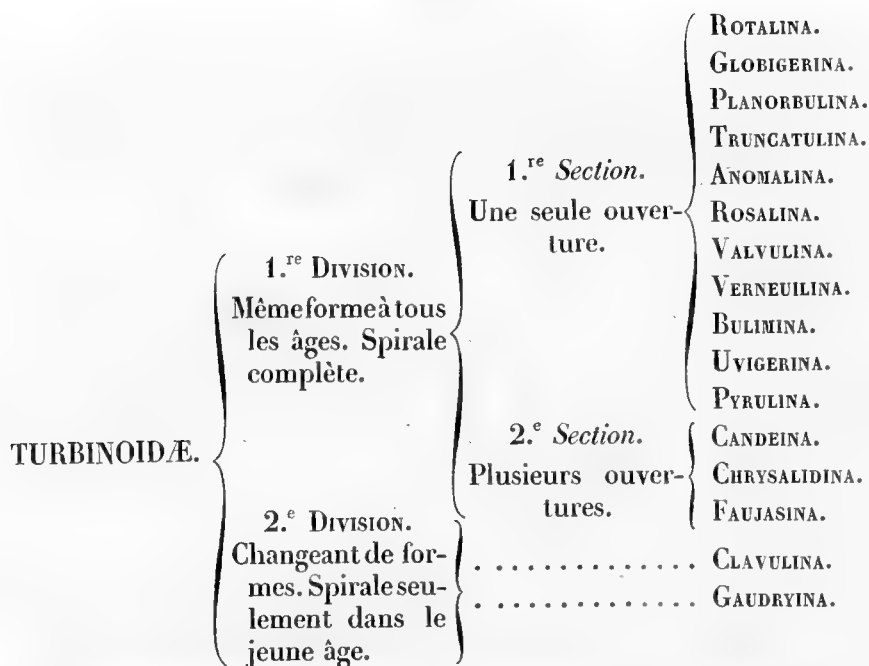 TURBINOIDÆ.
1.re DIVISION.
Même forme à tous
les âges. Spirale
complète.
1.re Section.
Une seule ouver-
ture.
ROTALINA.
GLOBIGERINA.
PLANORBULINA.
TRUNCATULINA.
ANOMALINA.
ROSALINA.
VALVULINA.
VERNEUILINA.
BULIMINA.
UVIGERINA.
PYRULINA.
2.e Section.
Plusieurs ouver-
tures.
CANDEINA.
CHRYSALIDINA.
FAUJASINA.
2.e DIVISION.
Changeant de for-
mes. Spirale seu-
lement dans le
jeune âge.
. . . . . . . . . . . . . . CLAVULINA.
. . . . . . . . . . . . . . GAUDRYINA.